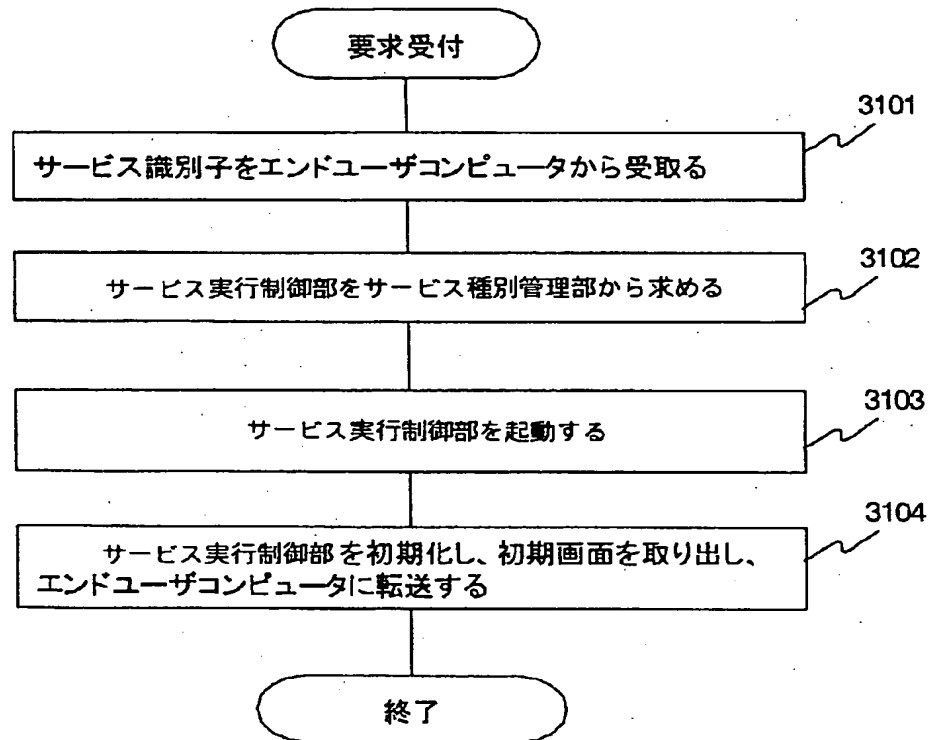 要求受付
3101
サービス識別子をエンドユーザコンピュータから受取る
3102
サービス実行制御部をサービス種別管理部から求める
3103
サービス実行制御部を起動する
3104
サービス実行制御部を初期化し、初期画面を取り出し、
エンドユーザコンピュータに転送する
終了